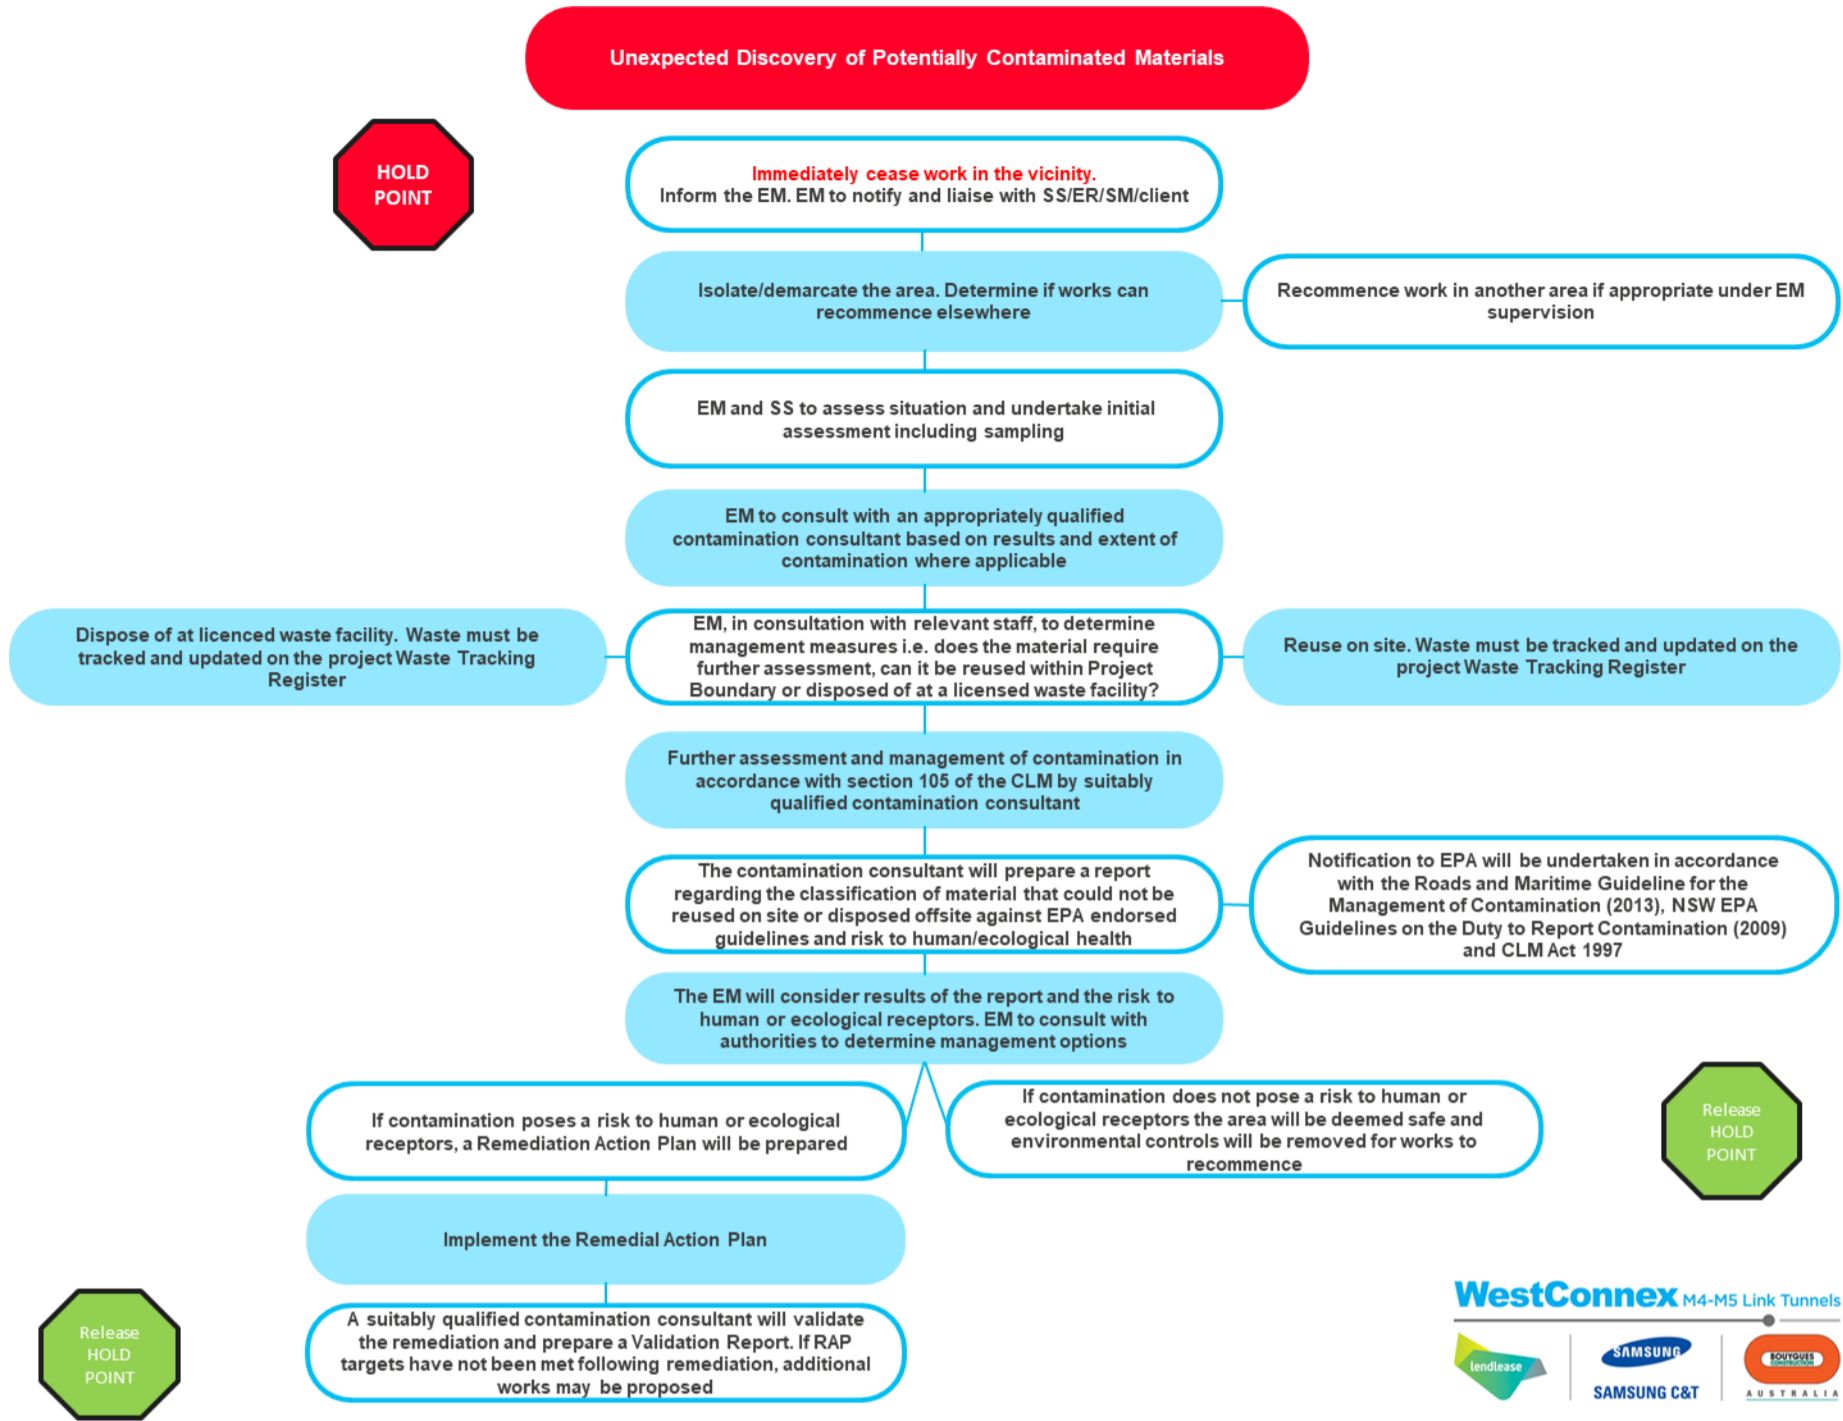 Unexpected Discovery of Potentially Contaminated Materials
HOLD
POINT
Immediately cease work in the vicinity.
Inform the EM. EM to notify and liaise with SS/ER/SM/client
Isolate/demarcate the area. Determine if works can
recommence elsewhere
Recommence work in another area if appropriate under EM
supervision
EM and SS to assess situation and undertake initial
assessment including sampling
EM to consult with an appropriately qualified
contamination consultant based on results and extent of
contamination where applicable
Dispose of at licenced waste facility. Waste must be
tracked and updated on the project Waste Tracking
Register
EM, in consultation with relevant staff, to determine
management measures i.e. does the material require
further assessment, can it be reused within Project
Boundary or disposed of at a licensed waste facility?
Reuse on site. Waste must be tracked and updated on the
project Waste Tracking Register
Further assessment and management of contamination in
accordance with section 105 of the CLM by suitably
qualified contamination consultant
The contamination consultant will prepare a report
regarding the classification of material that could not be
reused on site or disposed offsite against EPA endorsed
guidelines and risk to human/ecological health
Notification to EPA will be undertaken in accordance
with the Roads and Maritime Guideline for the
Management of Contamination (2013), NSW EPA
Guidelines on the Duty to Report Contamination (2009)
and CLM Act 1997
The EM will consider results of the report and the risk to
human or ecological receptors. EM to consult with
authorities to determine management options
If contamination poses a risk to human or ecological
receptors, a Remediation Action Plan will be prepared
If contamination does not pose a risk to human or
ecological receptors the area will be deemed safe and
environmental controls will be removed for works to
recommence
Release
HOLD
POINT
Implement the Remedial Action Plan
Release
HOLD
POINT
A suitably qualified contamination consultant will validate
the remediation and prepare a Validation Report. If RAP
targets have not been met following remediation, additional
works may be proposed
WestConnex M4-M5 Link Tunnels
lendlease
SAMSUNG
SAMSUNG C&T
BOUYGUES
CONSTRUCTION
AUSTRALIA